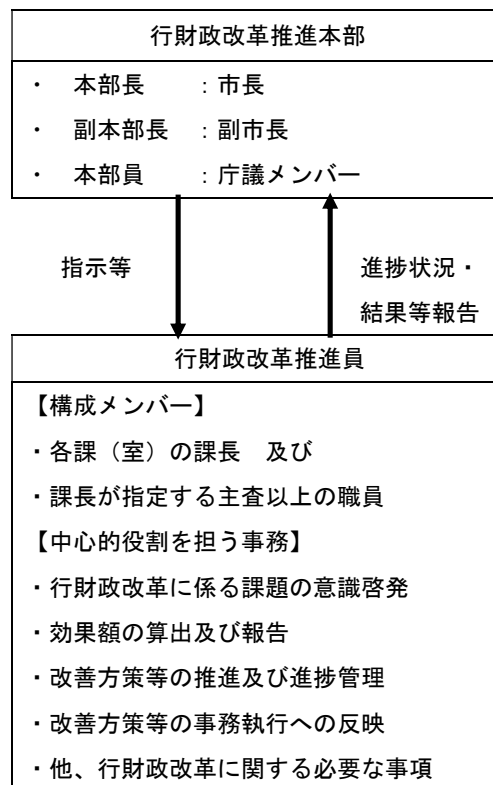 行財政改革推進本部
・ 本部長 : 市長
・ 副本部長 : 副市長
・ 本部員 : 庁議メンバー
指示等
進捗状況・
結果等報告
行財政改革推進員
【構成メンバー】
・各課（室）の課長　及び
・課長が指定する主査以上の職員
【中心的役割を担う事務】
・行財政改革に係る課題の意識啓発
・効果額の算出及び報告
・改善方策等の推進及び進捗管理
・改善方策等の事務執行への反映
・他、行財政改革に関する必要な事項